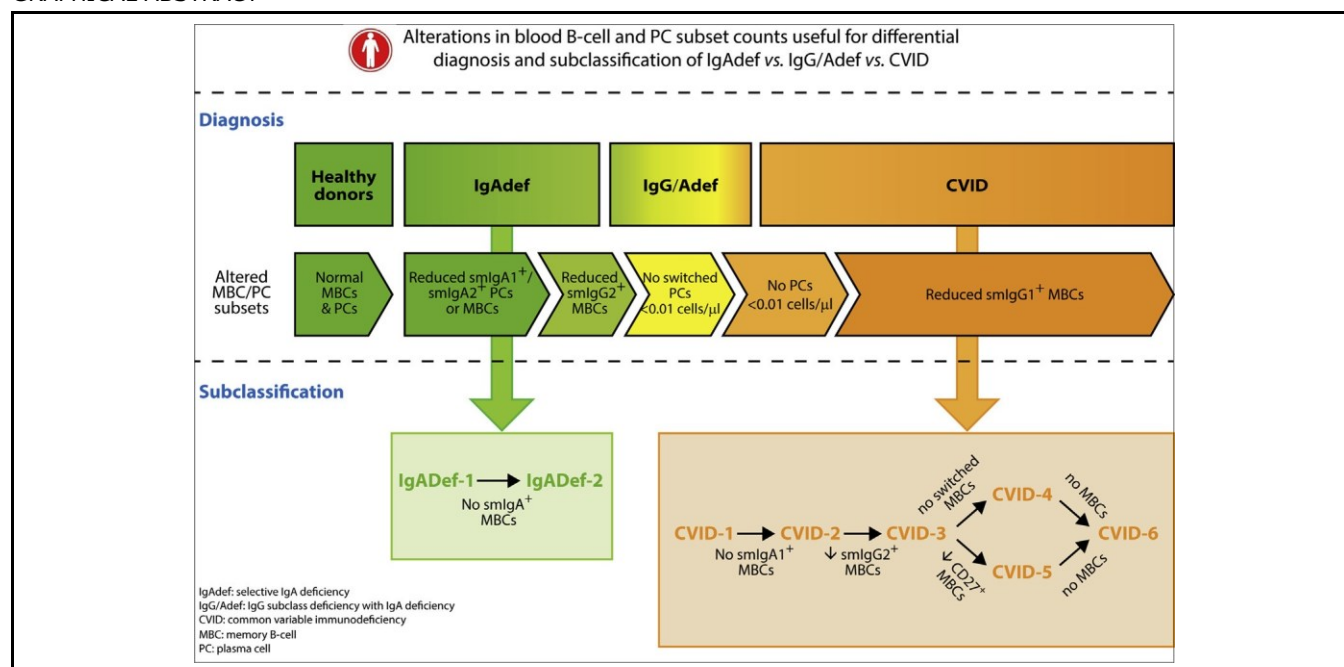 GRAPHICAL ABSTRACT
Alterations in blood B-cell and PC subset counts useful for differential
diagnosis and subclassification of IgAdef vs. IgG/Adef vs. CVID
Diagnosis
Healthy
donors
IgAdef
IgG/Adef
CVID
Altered
MBC/PC
subsets
Normal
MBCs
& PCs
Reduced smIgA1⁺/
smIgA2⁺ PCs
or MBCs
Reduced
smIgG2⁺
MBCs
No switched
PCs
<0.01 cells/µl
No PCs
<0.01 cells/µl
Reduced smIgG1⁺ MBCs
Subclassification
IgADef-1
IgADef-2
No smIgA⁺
MBCs
CVID-1
CVID-2
CVID-3
CVID-4
CVID-5
CVID-6
No smIgA1⁺
MBCs
↓ smIgG2⁺
MBCs
no switched
MBCs
↓ CD27⁺
MBCs
no MBCs
no MBCs
IgAdef: selective IgA deficiency
IgG/Adef: IgG subclass deficiency with IgA deficiency
CVID: common variable immunodeficiency
MBC: memory B-cell
PC: plasma cell